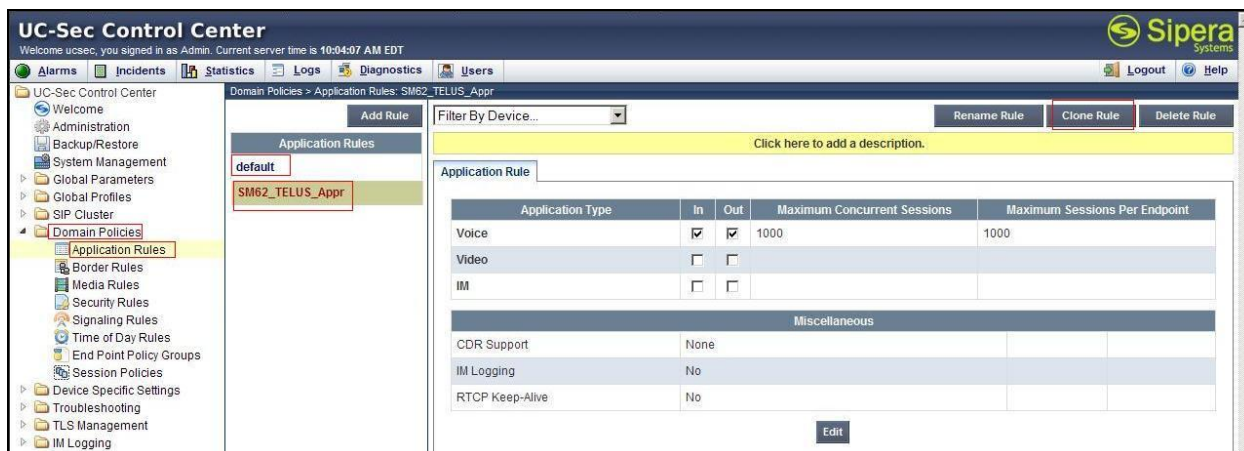 UC-Sec Control Center
Welcome ucsec, you signed in as Admin. Current server time is 10:04:07 AM EDT
Sipera
Systems
Alarms Incidents Statistics Logs Diagnostics Users Logout Help
UC-Sec Control Center
Welcome
Administration
Backup/Restore
System Management
Global Parameters
Global Profiles
SIP Cluster
Domain Policies
Application Rules
Border Rules
Media Rules
Security Rules
Signaling Rules
Time of Day Rules
End Point Policy Groups
Session Policies
Device Specific Settings
Troubleshooting
TLS Management
IM Logging
Domain Policies > Application Rules: SM62_TELUS_Appr
Add Rule
Application Rules
default
SM62_TELUS_Appr
Filter By Device...
Rename Rule Clone Rule Delete Rule
Click here to add a description.
Application Rule
Application Type In Out Maximum Concurrent Sessions Maximum Sessions Per Endpoint
Voice 1000 1000
Video
IM
Miscellaneous
CDR Support None
IM Logging No
RTCP Keep-Alive No
Edit